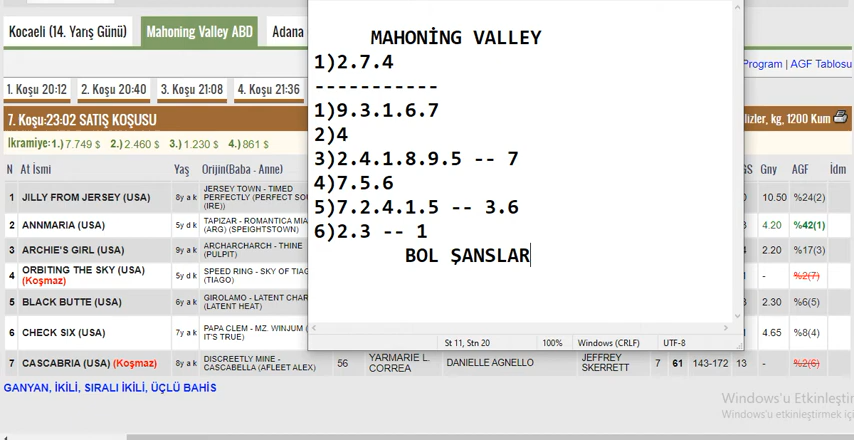 Kocaeli (14. Yarış Günü) Mahoning Valley ABD Adana
Program | AGF Tablosu
1. Koşu 20:12 2. Koşu 20:40 3. Koşu 21:08 4. Koşu 21:36
7. Koşu:23:02 SATIŞ KOŞUSU
kg, 1200 Kum
İkramiye:1.) 7.749 $ 2.) 2.460 $ 3.) 1.230 $ 4.) 861 $
N At İsmi Yaş Orijin(Baba - Anne) Gny AGF İdm
1 JILLY FROM JERSEY (USA) 8y a k JERSEY TOWN - TIMED PERFECTLY (PERFECT (IRE)) 10.50 %24(2)
2 ANNMARIA (USA) 5y d k TAPIZAR - ROMANTICA (ARG) (SPEIGHTSTOWN) 4.20 %42(1)
3 ARCHIE'S GIRL (USA) 9y a k ARCHARCHARCH - THINE (PULPIT) 2.20 %17(3)
4 ORBITING THE SKY (USA) (Koşmaz) 5y d k SPEED RING - SKY OF (TIAGO) - %2(7)
5 BLACK BUTTE (USA) 6y a k GIROLAMO - LATENT (LATENT HEAT) 2.30 %6(5)
6 CHECK SIX (USA) 7y a k PAPA CLEM - MZ. WINJUM IT'S TRUE) 4.65 %8(4)
7 CASCABRIA (USA) (Koşmaz) 8y a k DISCREETLY MINE - CASCABELLA (AFLEET ALEX) 56 YARMARIE L. CORREA DANIELLE AGNELLO JEFFREY SKERRETT 7 61 143-172 13 - %2(6)
GANYAN, İKİLİ, SIRALI İKİLİ, ÜÇLÜ BAHİS
MAHONİNG VALLEY
1)2.7.4
-----------
1)9.3.1.6.7
2)4
3)2.4.1.8.9.5 -- 7
4)7.5.6
5)7.2.4.1.5 -- 3.6
6)2.3 -- 1
BOL ŞANSLAR
St 11, Stn 20 100% Windows (CRLF) UTF-8
Windows'u Etkinleştir
Windows'u etkinleştirmek için